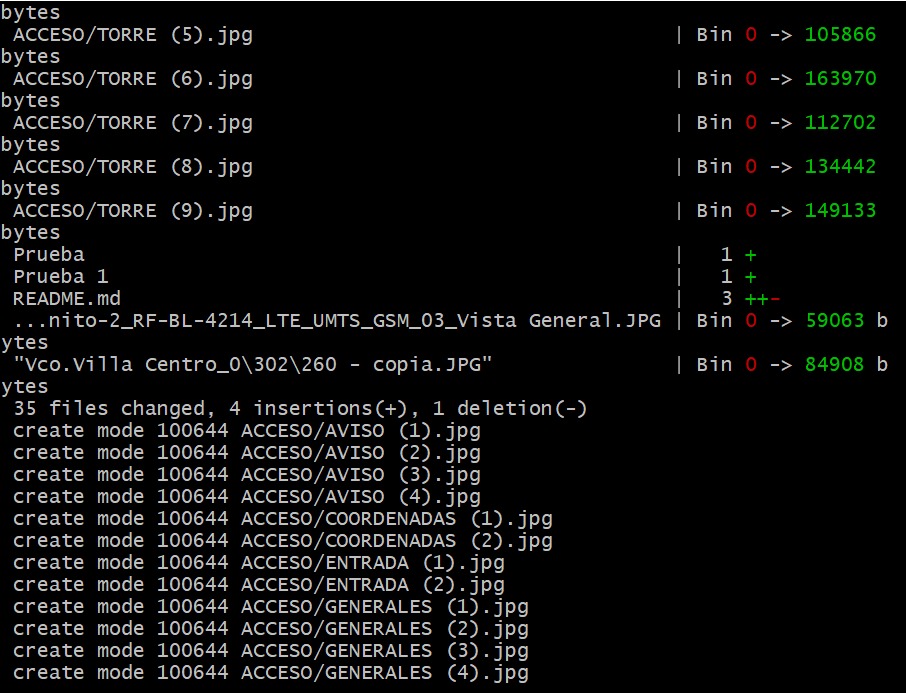 bytes
ACCESO/TORRE (5).jpg | Bin 0 -> 105866
bytes
ACCESO/TORRE (6).jpg | Bin 0 -> 163970
bytes
ACCESO/TORRE (7).jpg | Bin 0 -> 112702
bytes
ACCESO/TORRE (8).jpg | Bin 0 -> 134442
bytes
ACCESO/TORRE (9).jpg | Bin 0 -> 149133
bytes
Prueba | 1 +
Prueba 1 | 1 +
README.md | 3 ++-
...nito-2_RF-BL-4214_LTE_UMTS_GSM_03_Vista General.JPG | Bin 0 -> 59063 b
ytes
"Vco.Villa Centro_0\302\260 - copia.JPG" | Bin 0 -> 84908 b
ytes
35 files changed, 4 insertions(+), 1 deletion(-)
create mode 100644 ACCESO/AVISO (1).jpg
create mode 100644 ACCESO/AVISO (2).jpg
create mode 100644 ACCESO/AVISO (3).jpg
create mode 100644 ACCESO/AVISO (4).jpg
create mode 100644 ACCESO/COORDENADAS (1).jpg
create mode 100644 ACCESO/COORDENADAS (2).jpg
create mode 100644 ACCESO/ENTRADA (1).jpg
create mode 100644 ACCESO/ENTRADA (2).jpg
create mode 100644 ACCESO/GENERALES (1).jpg
create mode 100644 ACCESO/GENERALES (2).jpg
create mode 100644 ACCESO/GENERALES (3).jpg
create mode 100644 ACCESO/GENERALES (4).jpg